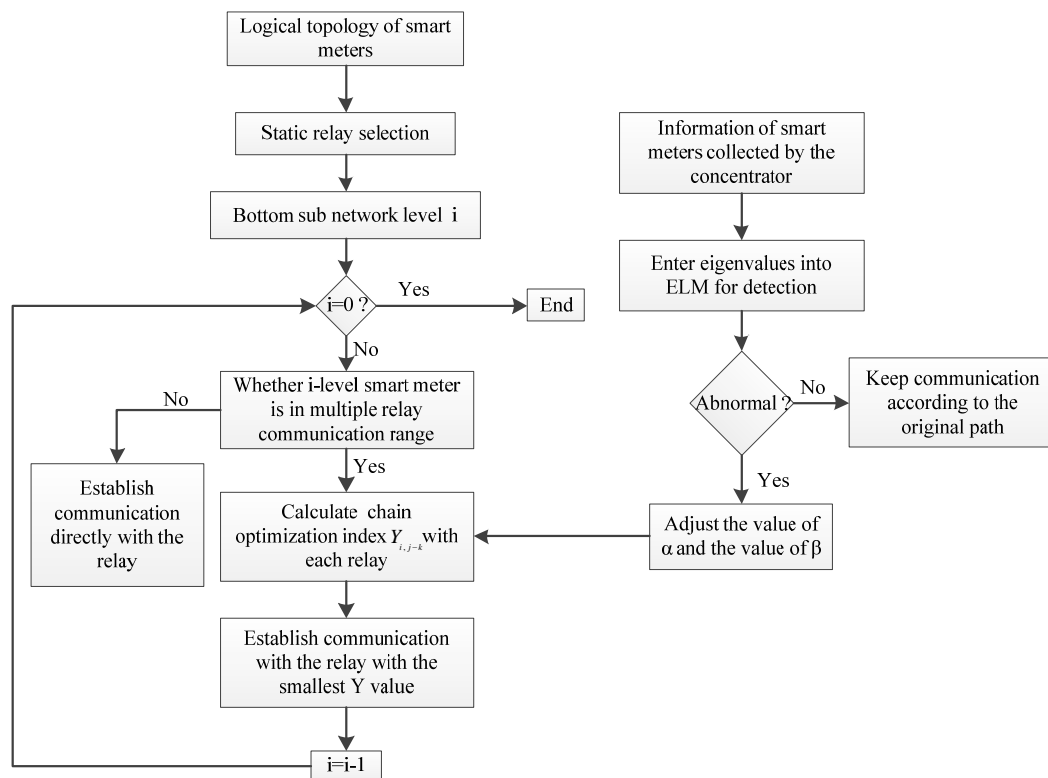 Logical topology of smart
meters
Static relay selection
Bottom sub network level i
i=0 ?
Yes
End
No
Whether i-level smart meter
is in multiple relay
communication range
No
Establish
communication
directly with the
relay
Yes
Calculate chain
optimization index Y_{i,j-k} with
each relay
Establish communication
with the relay with the
smallest Y value
i=i-1
Information of smart
meters collected by the
concentrator
Enter eigenvalues into
ELM for detection
Abnormal ?
No
Keep communication
according to the
original path
Yes
Adjust the value of
α and the value of β